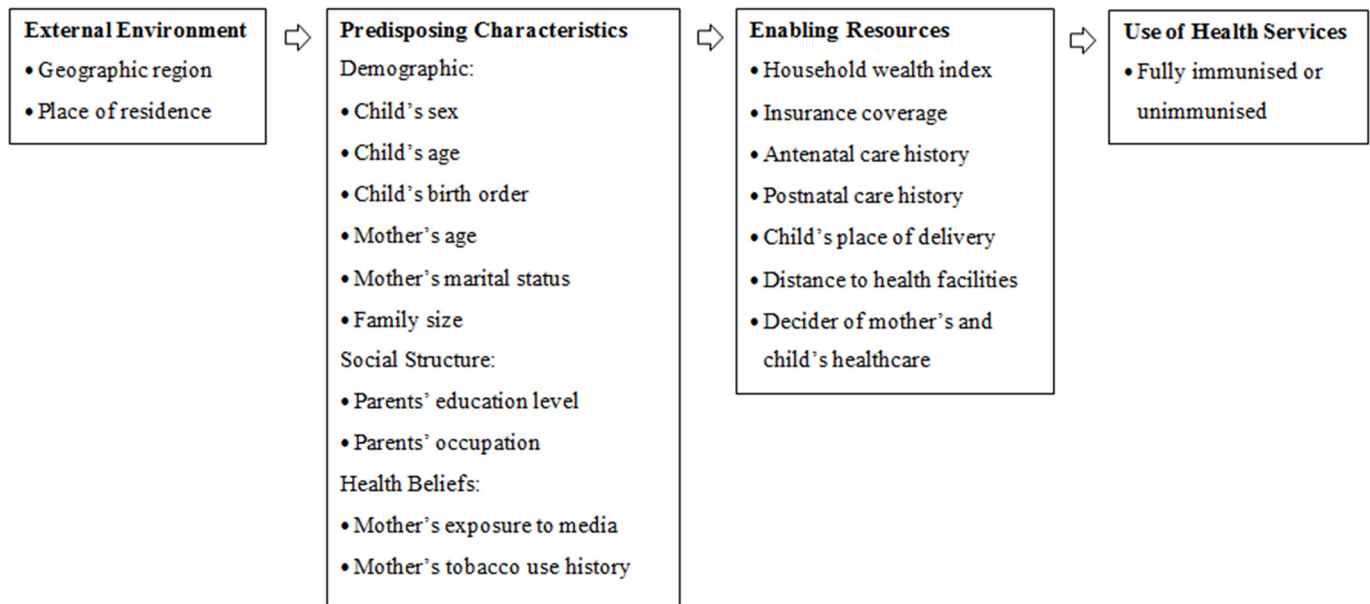 External Environment
• Geographic region
• Place of residence
Predisposing Characteristics
Demographic:
• Child’s sex
• Child’s age
• Child’s birth order
• Mother’s age
• Mother’s marital status
• Family size
Social Structure:
• Parents’ education level
• Parents’ occupation
Health Beliefs:
• Mother’s exposure to media
• Mother’s tobacco use history
Enabling Resources
• Household wealth index
• Insurance coverage
• Antenatal care history
• Postnatal care history
• Child’s place of delivery
• Distance to health facilities
• Decider of mother’s and
child’s healthcare
Use of Health Services
• Fully immunised or
unimmunised